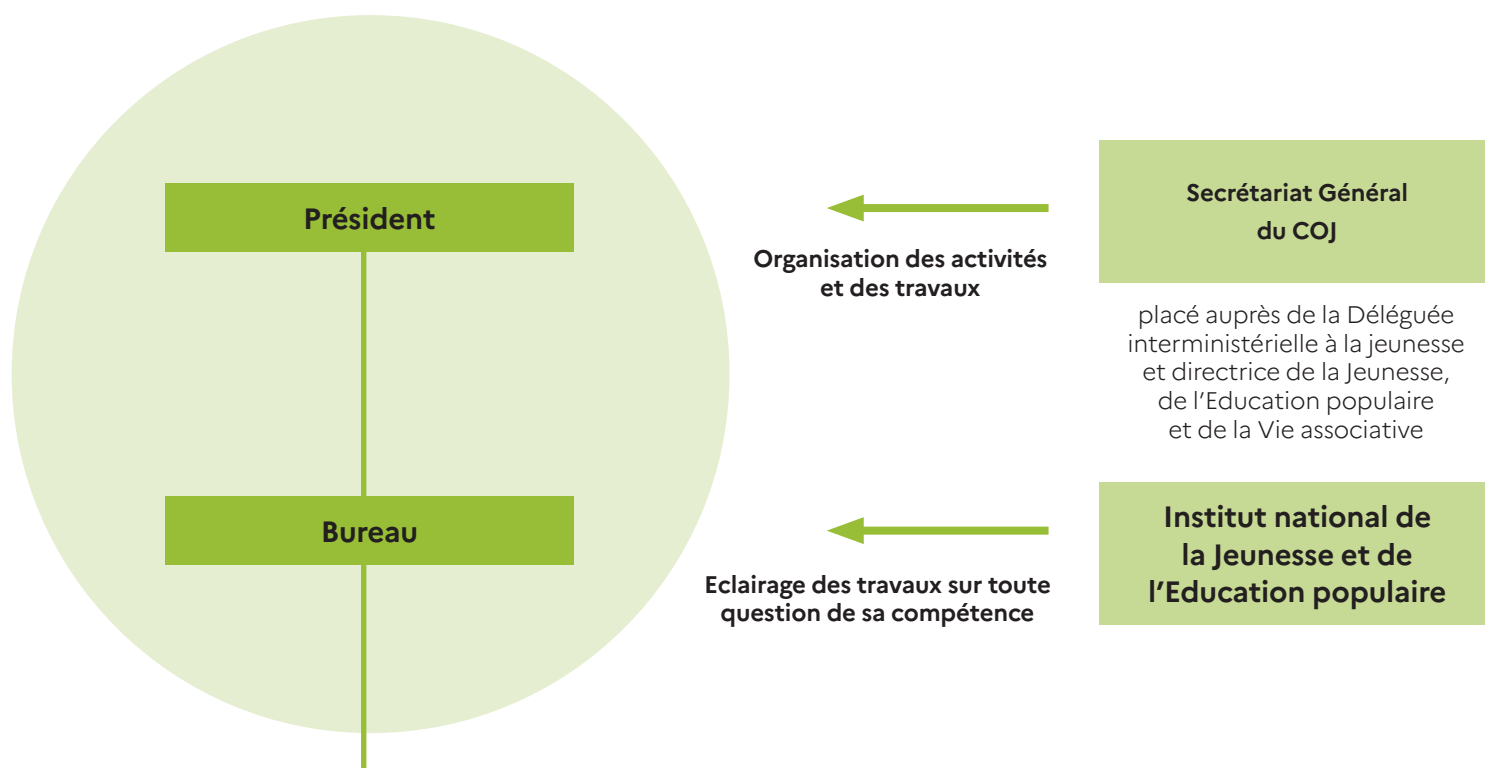 Président
Organisation des activités
et des travaux
Secrétariat Général
du COJ
placé auprès de la Déléguée
interministérielle à la jeunesse
et directrice de la Jeunesse,
de l'Education populaire
et de la Vie associative
Bureau
Eclairage des travaux sur toute
question de sa compétence
Institut national de
la Jeunesse et de
l'Education populaire